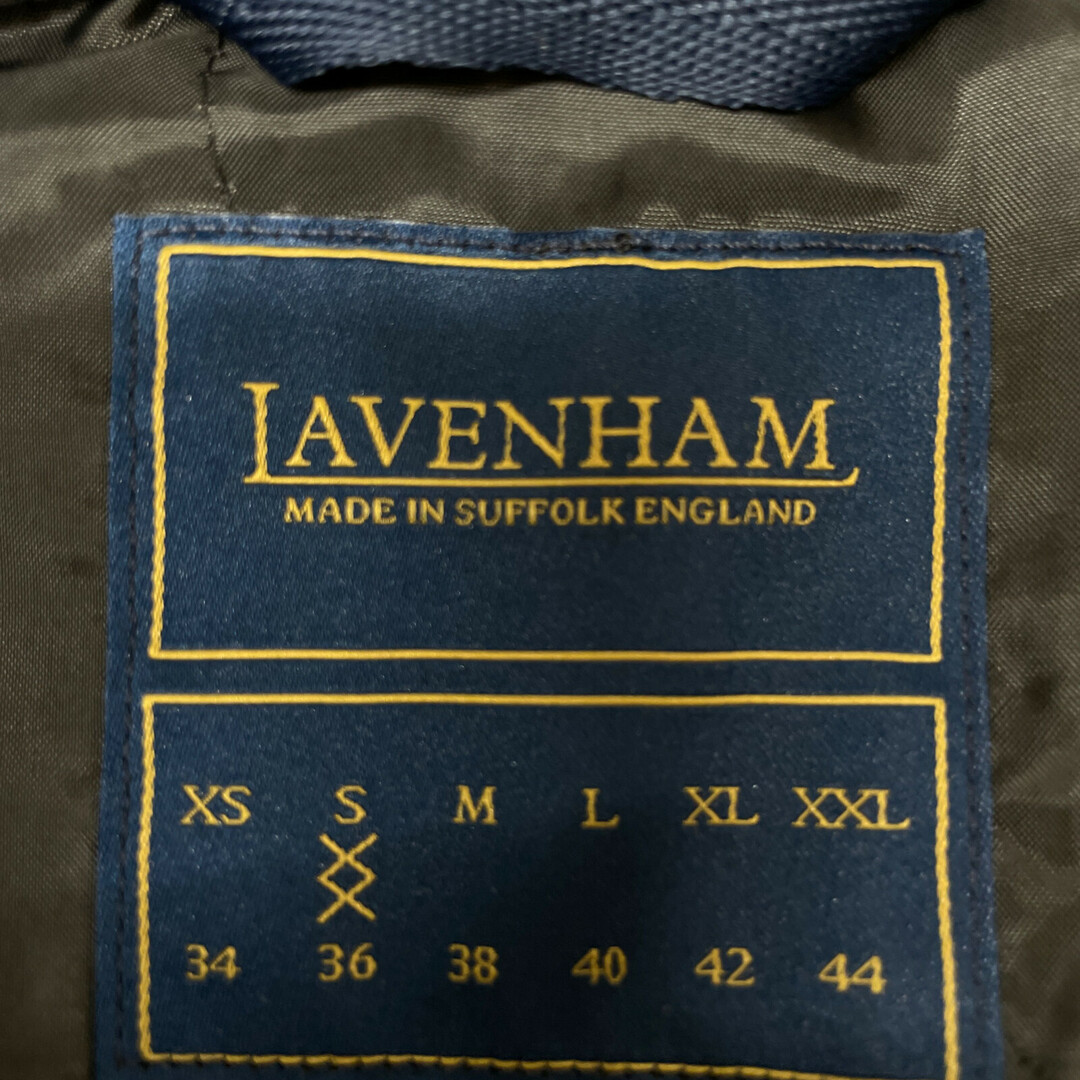 LAVENHAM
MADE IN SUFFOLK ENGLAND
XS S M L XL XXL
34 36 38 40 42 44